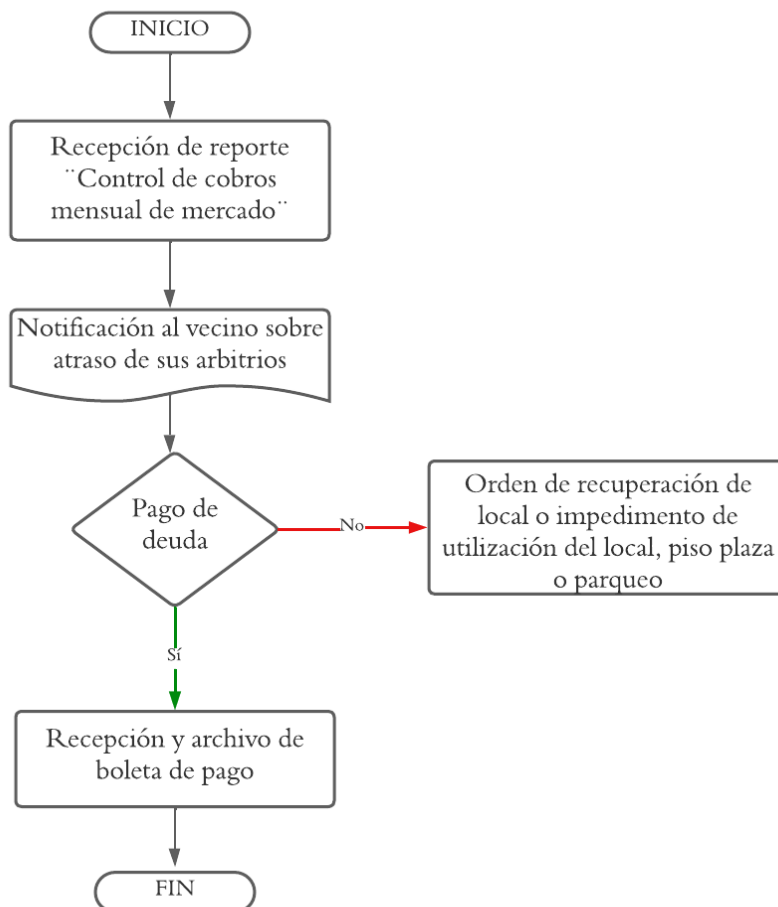 INICIO
Recepción de reporte
¨Control de cobros
mensual de mercado¨
Notificación al vecino sobre
atraso de sus arbitrios
Pago de
deuda
No
Orden de recuperación de
local o impedimento de
utilización del local, piso plaza
o parqueo
Sí
Recepción y archivo de
boleta de pago
FIN